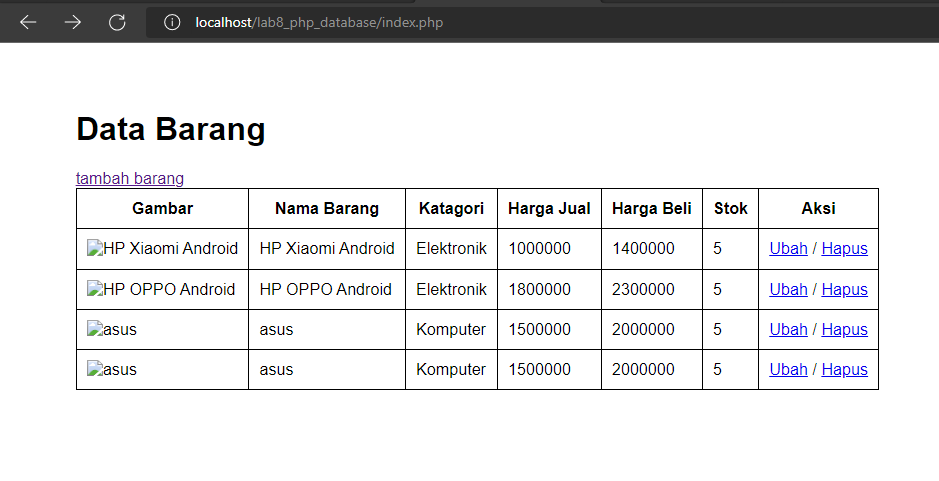 localhost/lab8_php_database/index.php
Data Barang
tambah barang
Gambar Nama Barang Katagori Harga Jual Harga Beli Stok Aksi
HP Xiaomi Android HP Xiaomi Android Elektronik 1000000 1400000 5 Ubah / Hapus
HP OPPO Android HP OPPO Android Elektronik 1800000 2300000 5 Ubah / Hapus
asus asus Komputer 1500000 2000000 5 Ubah / Hapus
asus asus Komputer 1500000 2000000 5 Ubah / Hapus